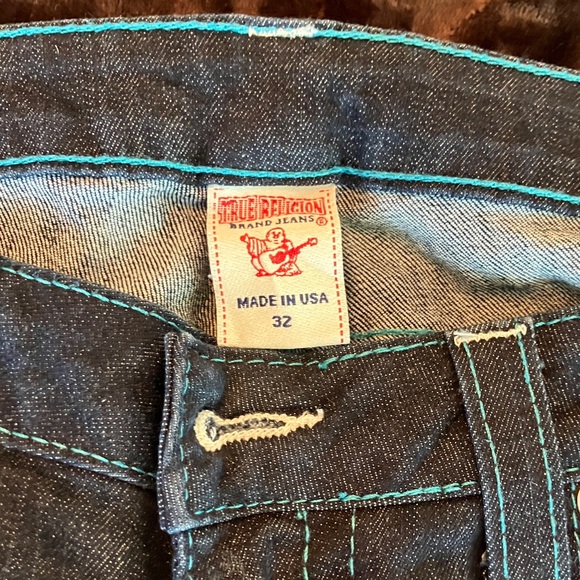 TRUE RELIGION
BRAND JEANS®
MADE IN USA
32